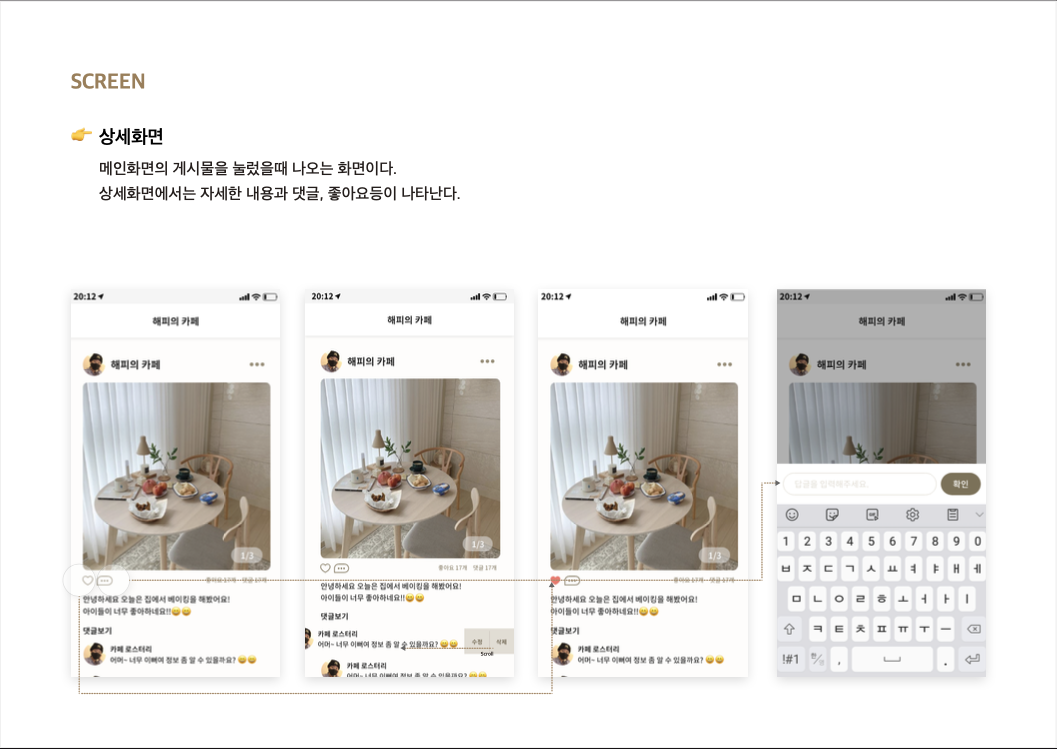 SCREEN
👉 상세화면
메인화면의 게시물을 눌렀을때 나오는 화면이다.
상세화면에서는 자세한 내용과 댓글, 좋아요등이 나타난다.
20:12
해피의 카페
해피의 카페
1/3
좋아요 17개 댓글 17개
안녕하세요 오늘은 집에서 베이킹을 해봤어요!
아이들이 너무 좋아하네요!!😄😄
댓글보기
카페 로스터리
어머~ 너무 이뻐여 정보 좀 알 수 있을까요? 😄😄
20:12
해피의 카페
해피의 카페
1/3
좋아요 17개 댓글 17개
안녕하세요 오늘은 집에서 베이킹을 해봤어요!
아이들이 너무 좋아하네요!!😄😄
댓글보기
카페 로스터리
어머~ 너무 이뻐여 정보 좀 알 수 있을까요? 😄😄
수정 삭제
Scroll
카페 로스터리
어머~ 너무 이뻐여 정보 좀 알 수 있을까요? 😄😄
20:12
해피의 카페
해피의 카페
1/3
좋아요 17개 댓글 17개
안녕하세요 오늘은 집에서 베이킹을 해봤어요!
아이들이 너무 좋아하네요!!😄😄
댓글보기
카페 로스터리
어머~ 너무 이뻐여 정보 좀 알 수 있을까요? 😄😄
20:12
해피의 카페
해피의 카페
답글을 입력해주세요.
확인
1 2 3 4 5 6 7 8 9 0
ㅂ ㅈ ㄷ ㄱ ㅅ ㅛ ㅕ ㅑ ㅐ ㅔ
ㅁ ㄴ ㅇ ㄹ ㅎ ㅗ ㅓ ㅏ ㅣ
ㅋ ㅌ ㅊ ㅍ ㅠ ㅜ ㅡ
!#1 한/영 , .